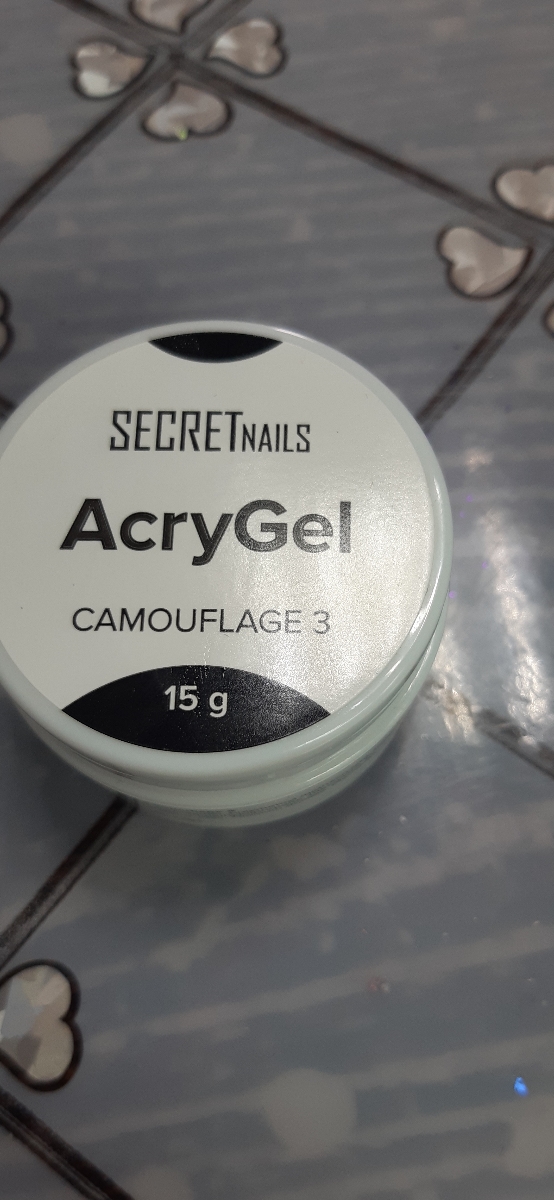 SECRETNAILS
AcryGel
CAMOUFLAGE 3
15 g